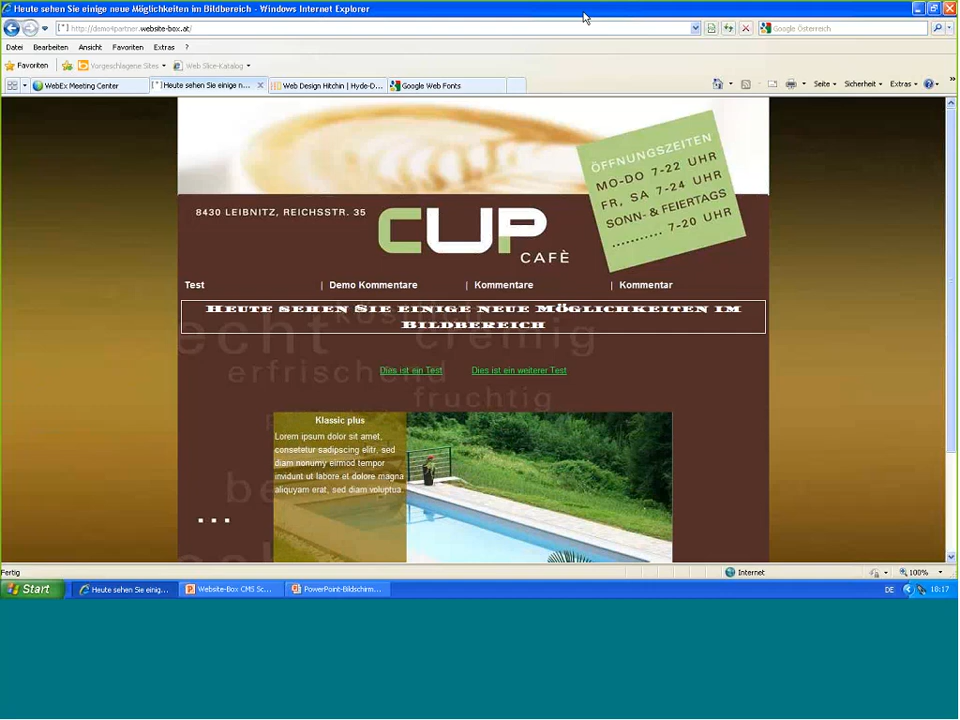 Heute sehen Sie einige neue Möglichkeiten im Bildbereich - Windows Internet Explorer
http://demo4partner.website-box.at/
Google Österreich
Datei Bearbeiten Ansicht Favoriten Extras ?
Favoriten Vorgeschlagene Sites Web Slice-Katalog
WebEx Meeting Center Heute sehen Sie einige n... Web Design Hitchin | Hyde-D... Google Web Fonts Seite Sicherheit Extras
ÖFFNUNGSZEITEN
MO-DO 7-22 UHR
FR, SA 7-24 UHR
SONN- & FEIERTAGS
........... 7-20 UHR
8430 LEIBNITZ, REICHSSTR. 35
CUP
CAFÈ
Test | Demo Kommentare | Kommentare | Kommentar
Heute sehen Sie einige neue Möglichkeiten im
Bildbereich
echt cremig
erfrischend
fruchtig
Dies ist ein Test Dies ist ein weiterer Test
Klassic plus
Lorem ipsum dolor sit amet,
consetetur sadipscing elitr, sed
diam nonumy eirmod tempor
invidunt ut labore et dolore magna
aliquyam erat, sed diam voluptua.
...
Fertig Internet 100%
Start Heute sehen Sie einig... Website-Box CMS Sc... PowerPoint-Bildschirm... DE 18:17